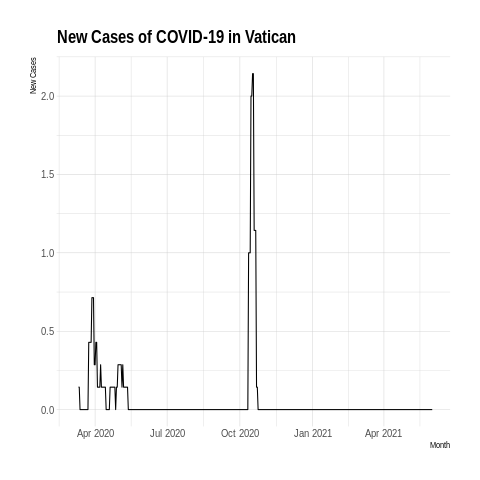 New Cases of COVID-19 in Vatican
New Cases
2.0
1.5
1.0
0.5
0.0
Apr 2020 Jul 2020 Oct 2020 Jan 2021 Apr 2021
Month